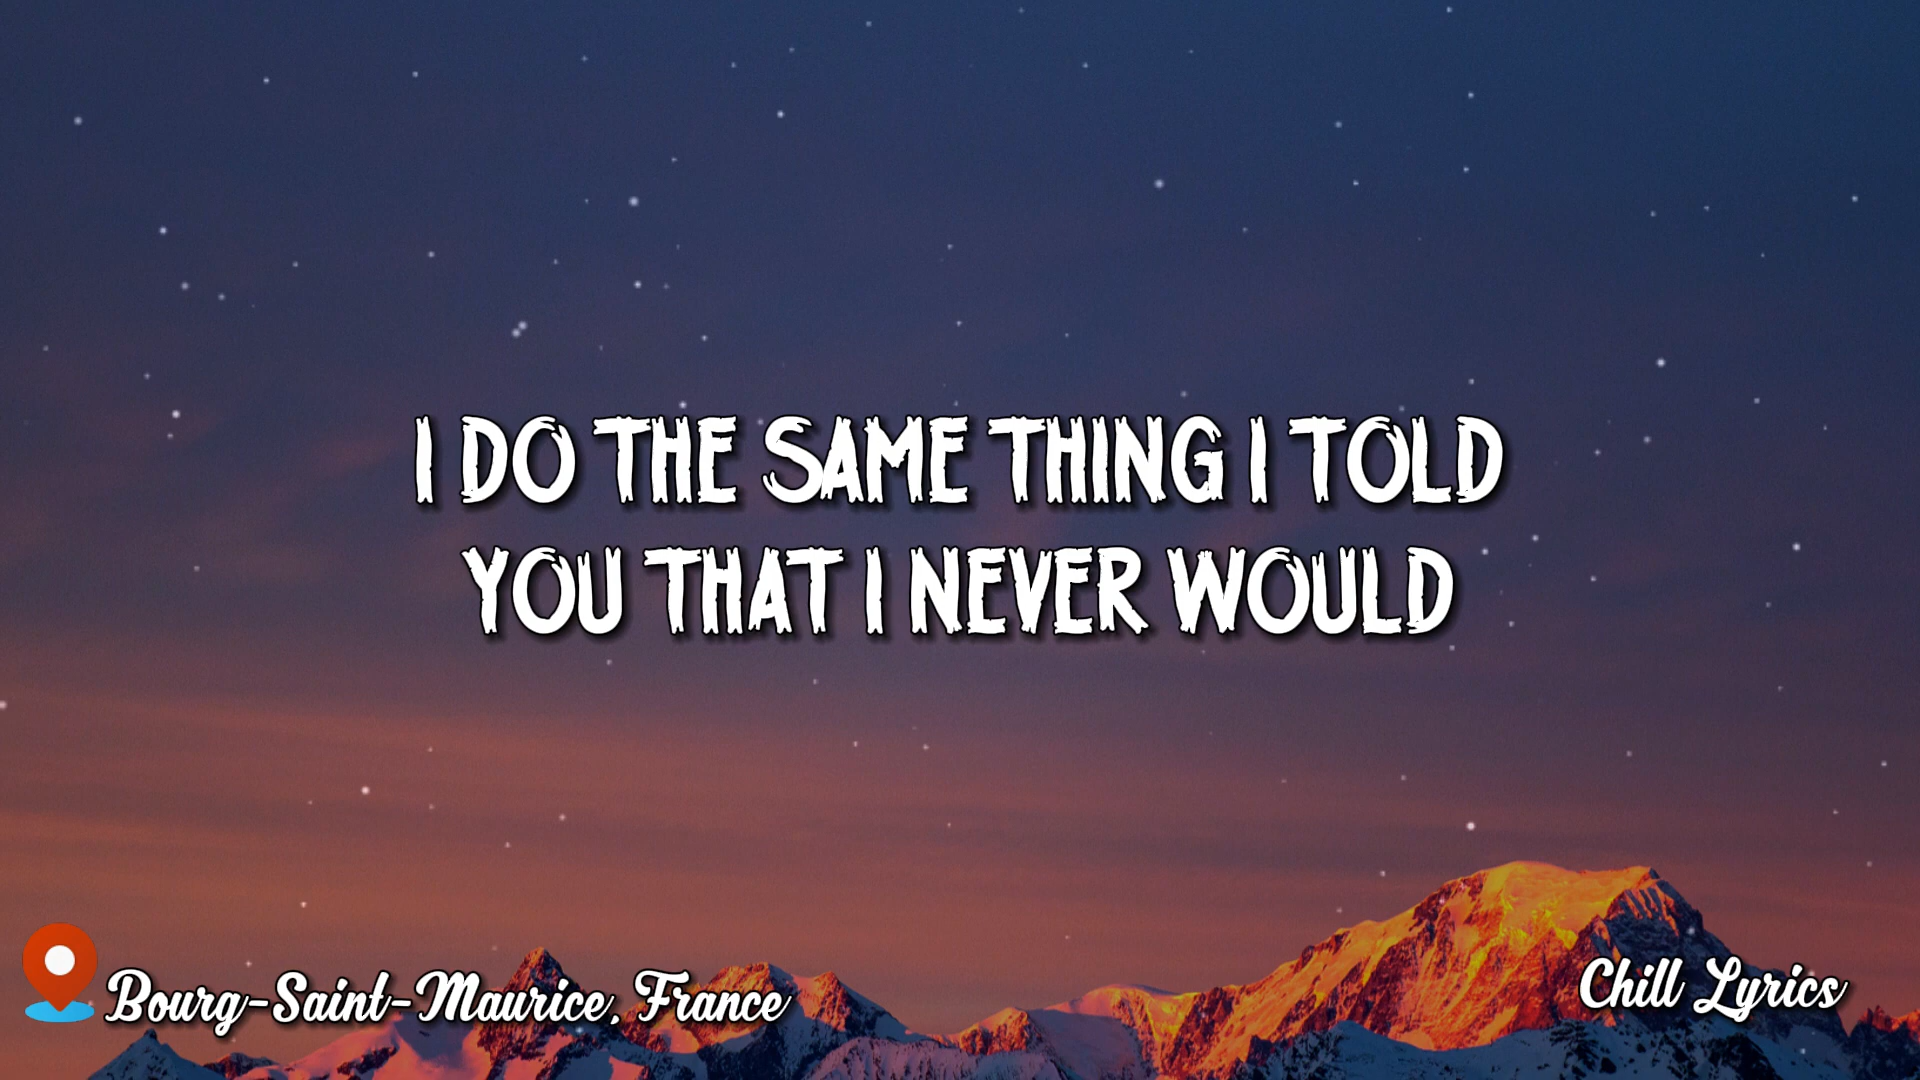 I DO THE SAME THING I TOLD
YOU THAT I NEVER WOULD
Bourg-Saint-Maurice, France
Chill Lyrics